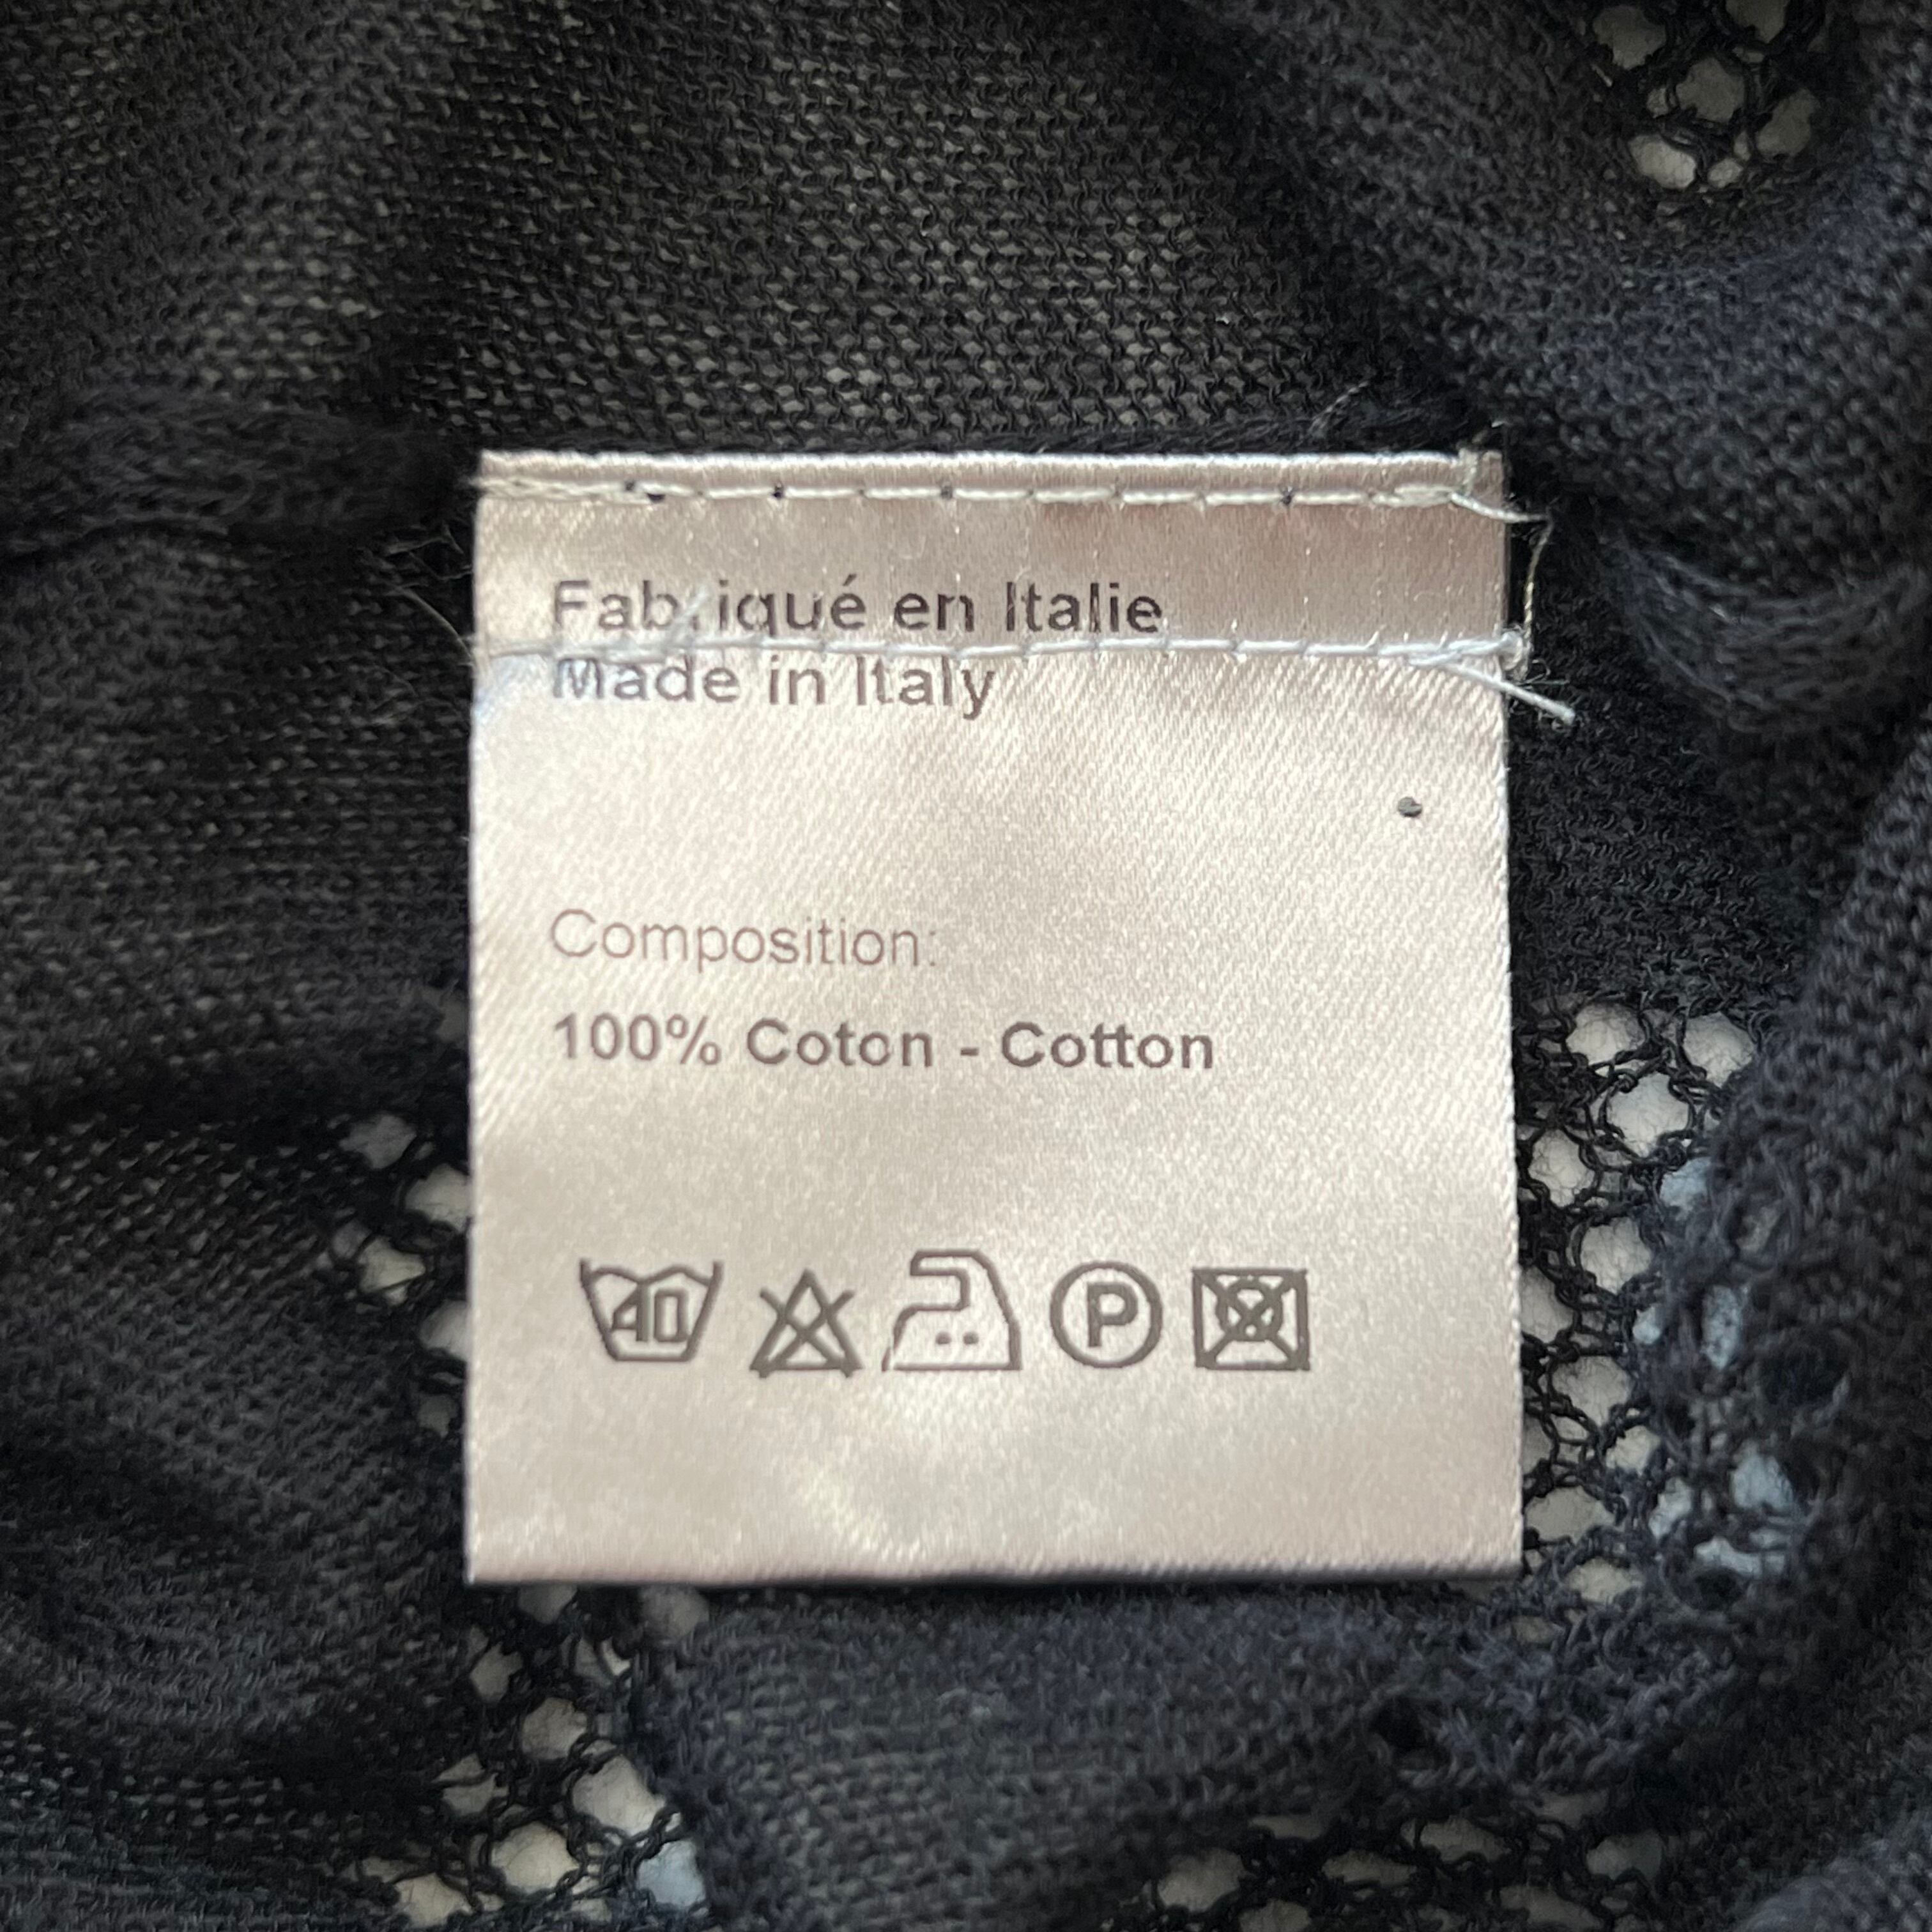 Fabriqué en Italie
Made in Italy
Composition:
100% Coton - Cotton
40
P